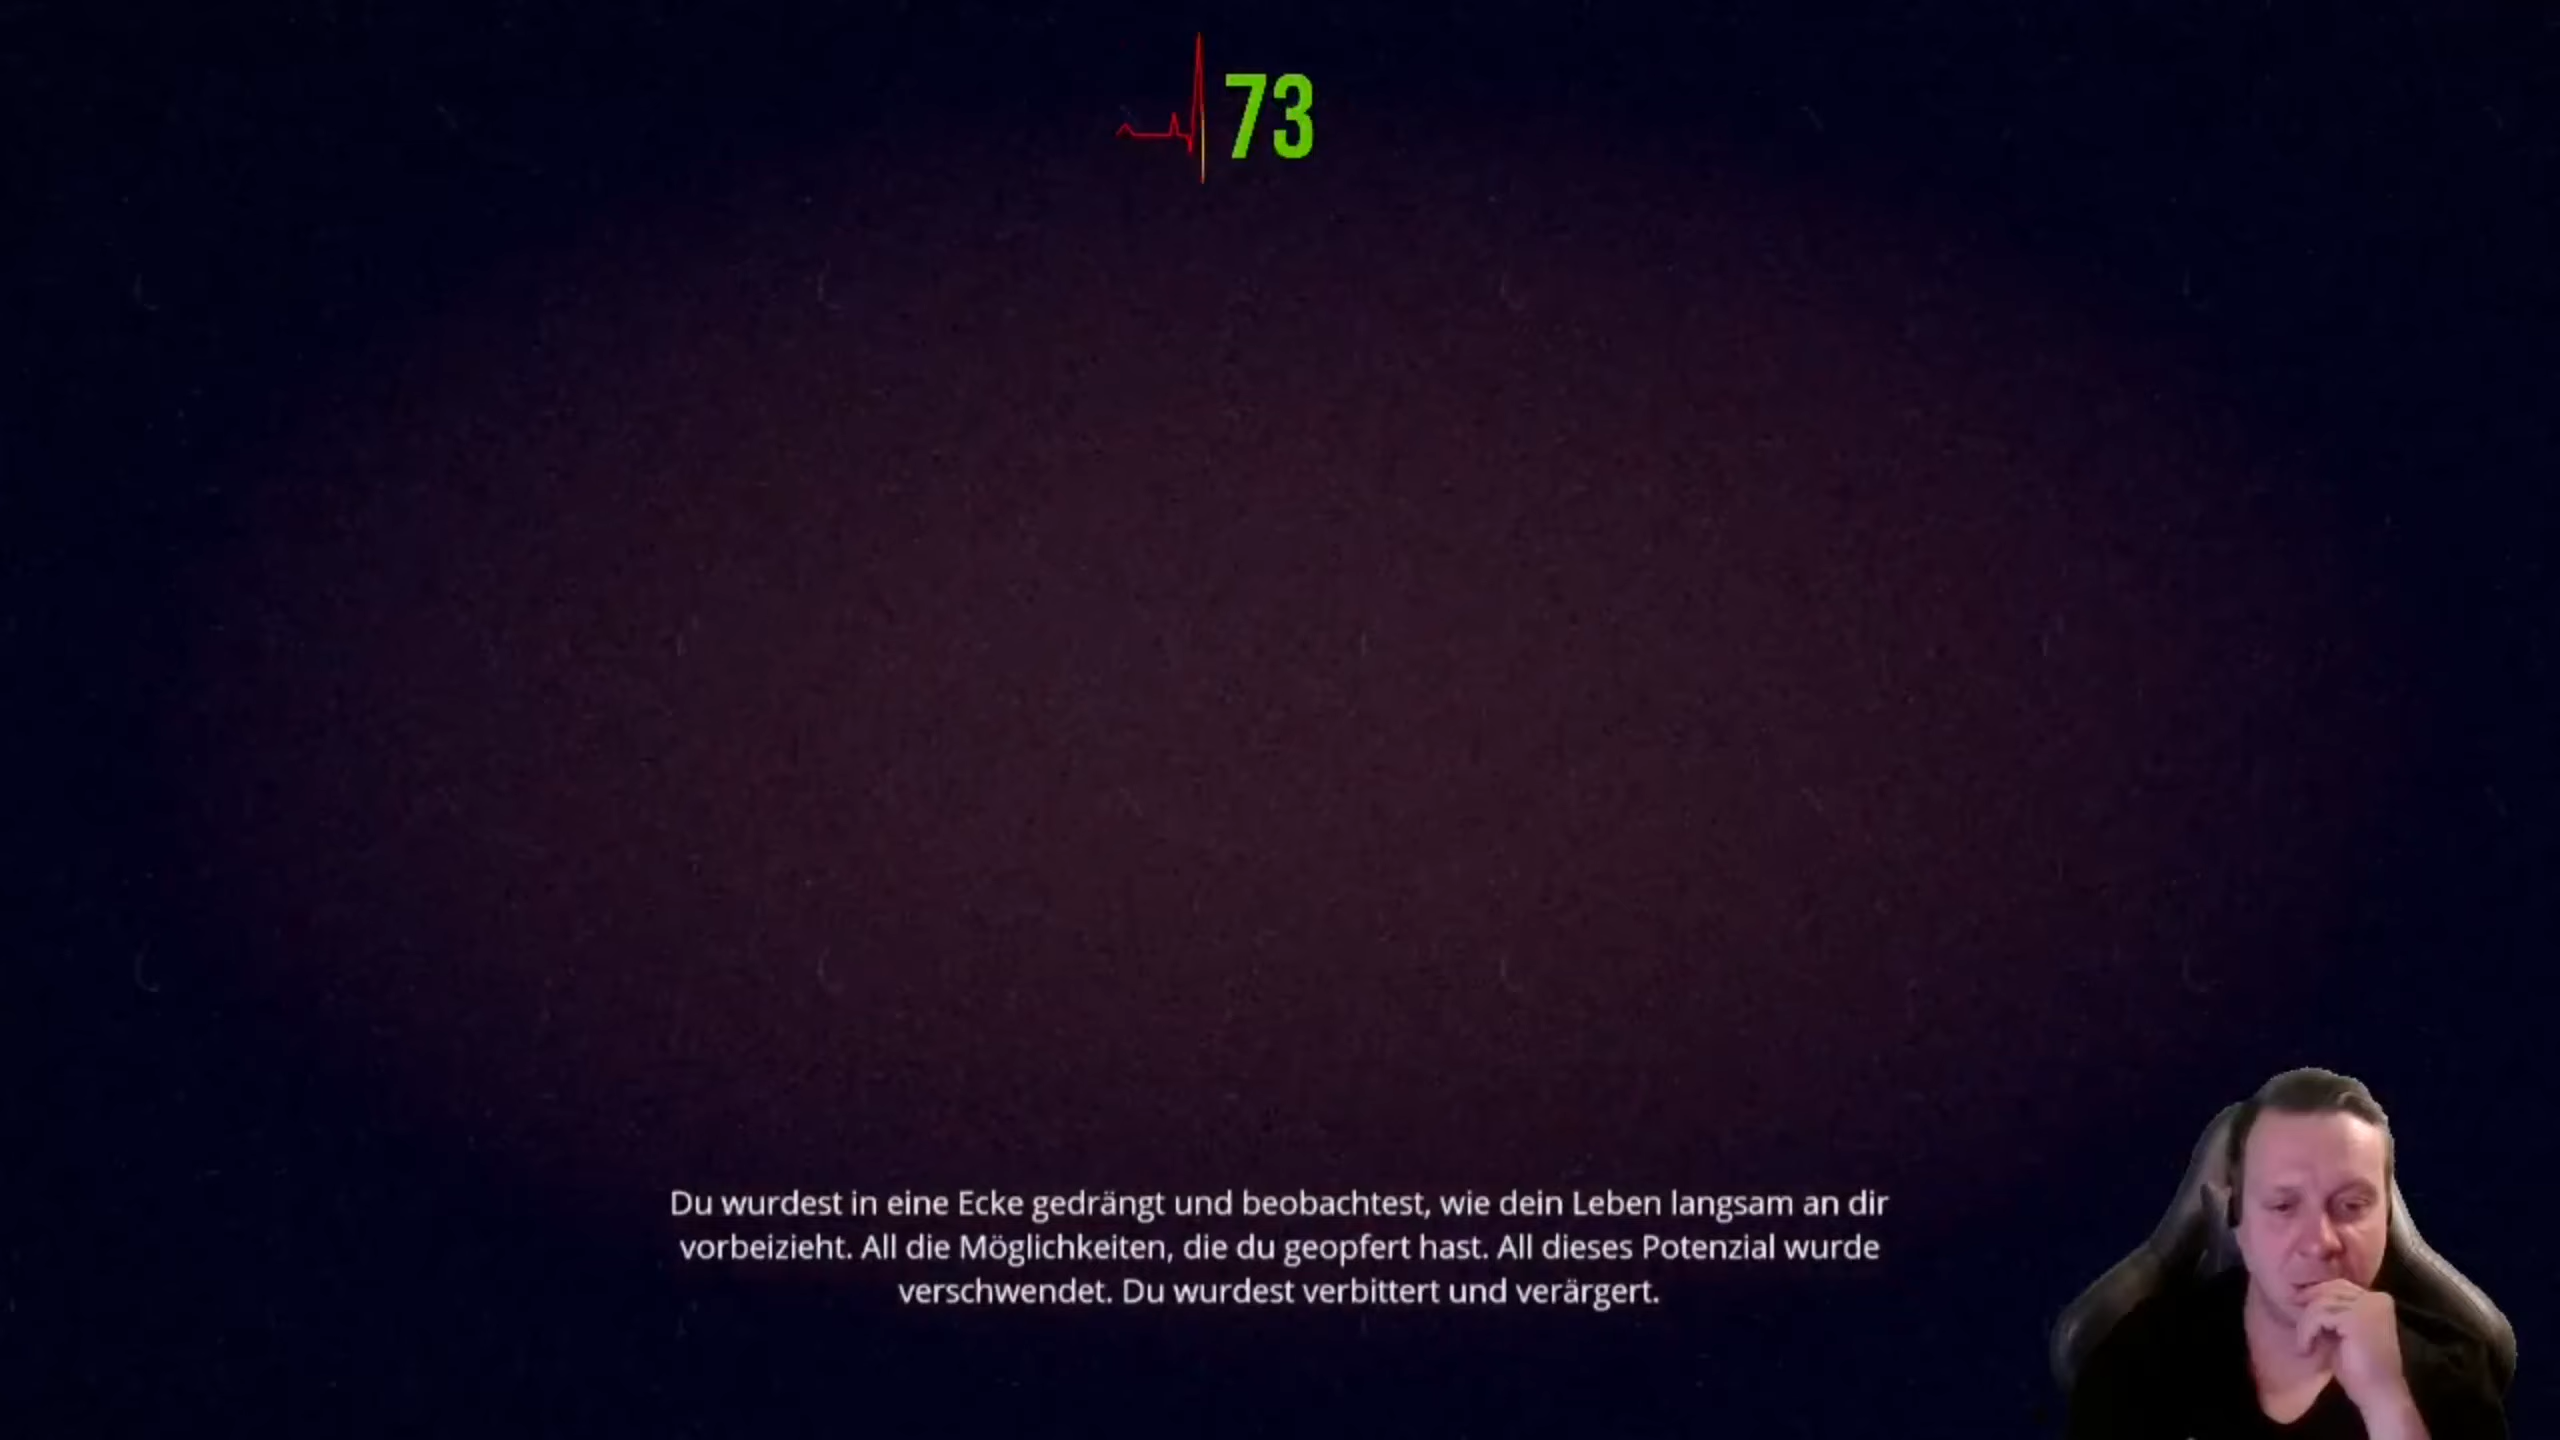 73
Du wurdest in eine Ecke gedrängt und beobachtest, wie dein Leben langsam an dir
vorbeizieht. All die Möglichkeiten, die du geopfert hast. All dieses Potenzial wurde
verschwendet. Du wurdest verbittert und verärgert.